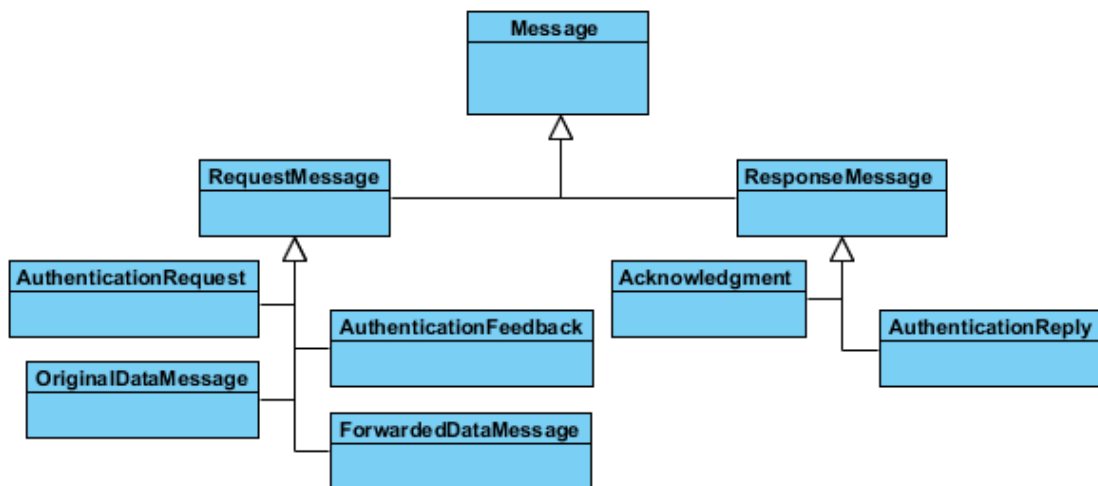 Message
RequestMessage
ResponseMessage
AuthenticationRequest
Acknowledgment
AuthenticationFeedback
AuthenticationReply
OriginalDataMessage
ForwardedDataMessage